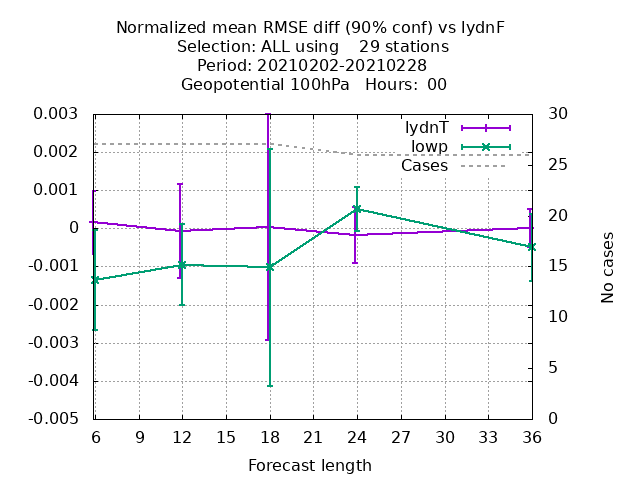 Normalized mean RMSE diff (90% conf) vs IydnF
Selection: ALL using    29 stations
Period: 20210202-20210228
Geopotential 100hPa   Hours:  00
0.003
0.002
0.001
0
-0.001
-0.002
-0.003
-0.004
-0.005
30
25
20
15
10
5
0
IydnT
Iowp
Cases
No cases
6 9 12 15 18 21 24 27 30 33 36
Forecast length